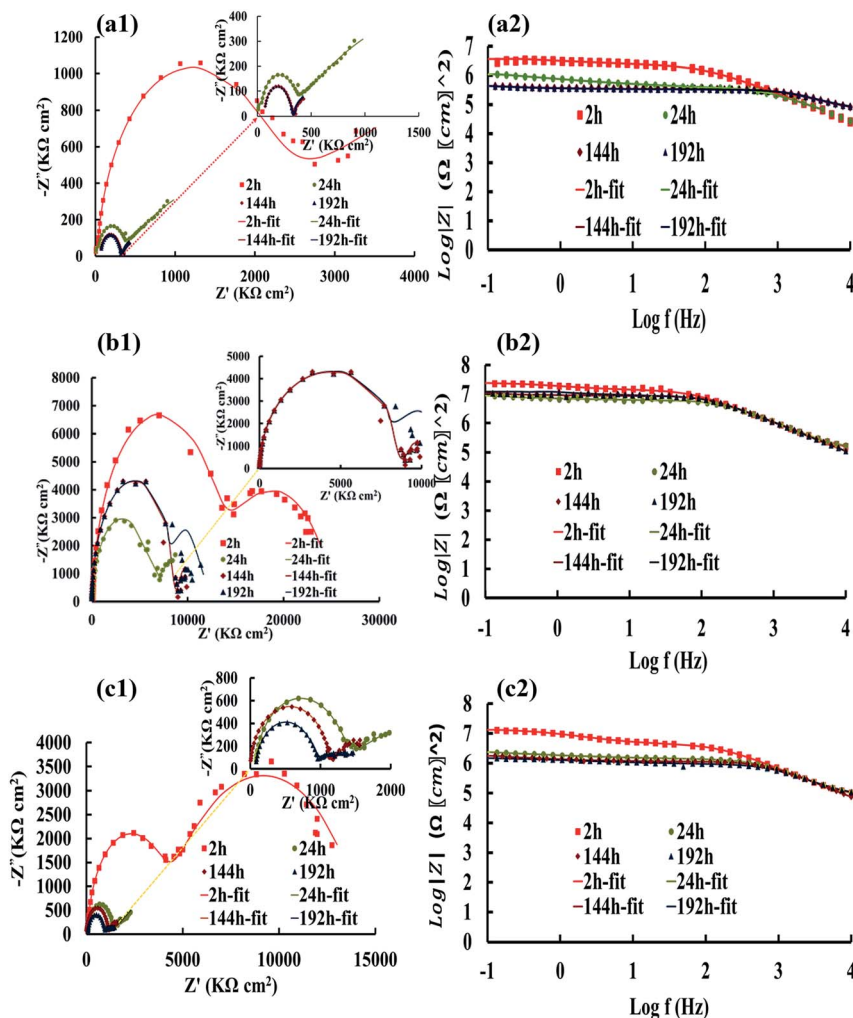 (a1)
-Z''(KΩ cm2)
1200
1000
800
600
400
200
0
0 1000 2000 3000 4000
Z' (KΩ cm2)
-Z''(KΩ cm2)
400
300
200
100
0
0 500 1000 1500
Z' (KΩ cm2)
2h 24h
144h 192h
2h-fit 24h-fit
144h-fit 192h-fit
(a2)
Log|Z| (Ω〖[cm]〗^2)
7
6
5
4
3
2
1
0
-1 0 1 2 3 4
Log f (Hz)
2h 24h
144h 192h
2h-fit 24h-fit
144h-fit 192h-fit
(b1)
-Z''(KΩ cm2)
8000
7000
6000
5000
4000
3000
2000
1000
0
0 10000 20000 30000
Z' (KΩ cm2)
-Z''(KΩ cm2)
5000
4000
3000
2000
1000
0
0 5000 10000
Z' (KΩ cm2)
2h 2h-fit
24h 24h-fit
144h 144h-fit
192h 192h-fit
(b2)
Log|Z| (Ω〖[cm]〗^2)
8
7
6
5
4
3
2
1
0
-1 0 1 2 3 4
Log f (Hz)
2h 24h
144h 192h
2h-fit 24h-fit
144h-fit 192h-fit
(c1)
-Z''(KΩ cm2)
4000
3500
3000
2500
2000
1500
1000
500
0
0 5000 10000 15000
Z' (KΩ cm2)
-Z''(KΩ cm2)
800
600
400
200
0
0 500 1000 1500 2000
Z' (KΩ cm2)
2h 24h
144h 192h
2h-fit 24h-fit
144h-fit 192h-fit
(c2)
Log|Z| (Ω〖[cm]〗^2)
8
7
6
5
4
3
2
1
0
-1 0 1 2 3 4
Log f (Hz)
2h 24h
144h 192h
2h-fit 24h-fit
144h-fit 192h-fit